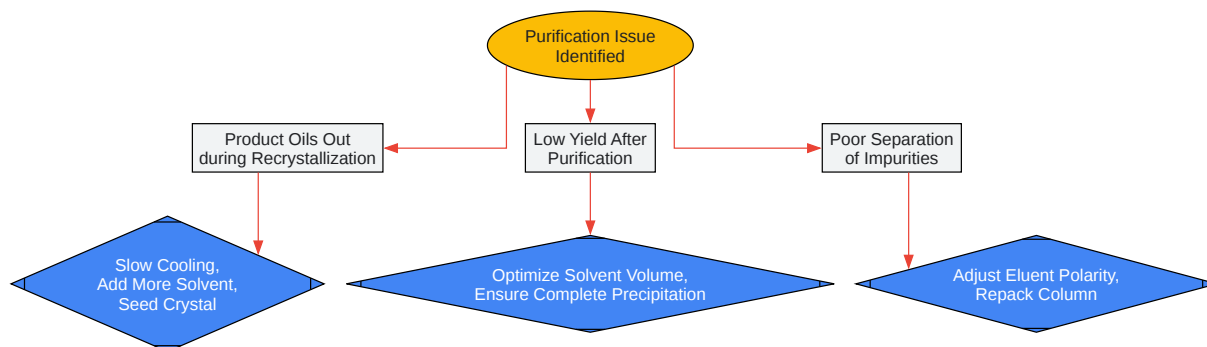 Purification Issue
Identified
Product Oils Out
during Recrystallization
Low Yield After
Purification
Poor Separation
of Impurities
Slow Cooling,
Add More Solvent,
Seed Crystal
Optimize Solvent Volume,
Ensure Complete Precipitation
Adjust Eluent Polarity,
Repack Column